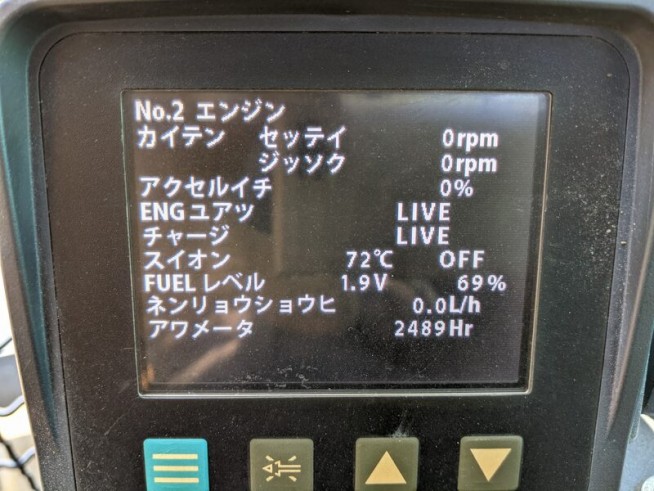 No.2 エンジン
カイテン セッテイ 0rpm
ジッソク 0rpm
アクセルイチ 0%
ENGユアツ LIVE
チャージ LIVE
スイオン 72℃ OFF
FUELレベル 1.9V 69%
ネンリョウショウヒ 0.0L/h
アワメータ 2489Hr